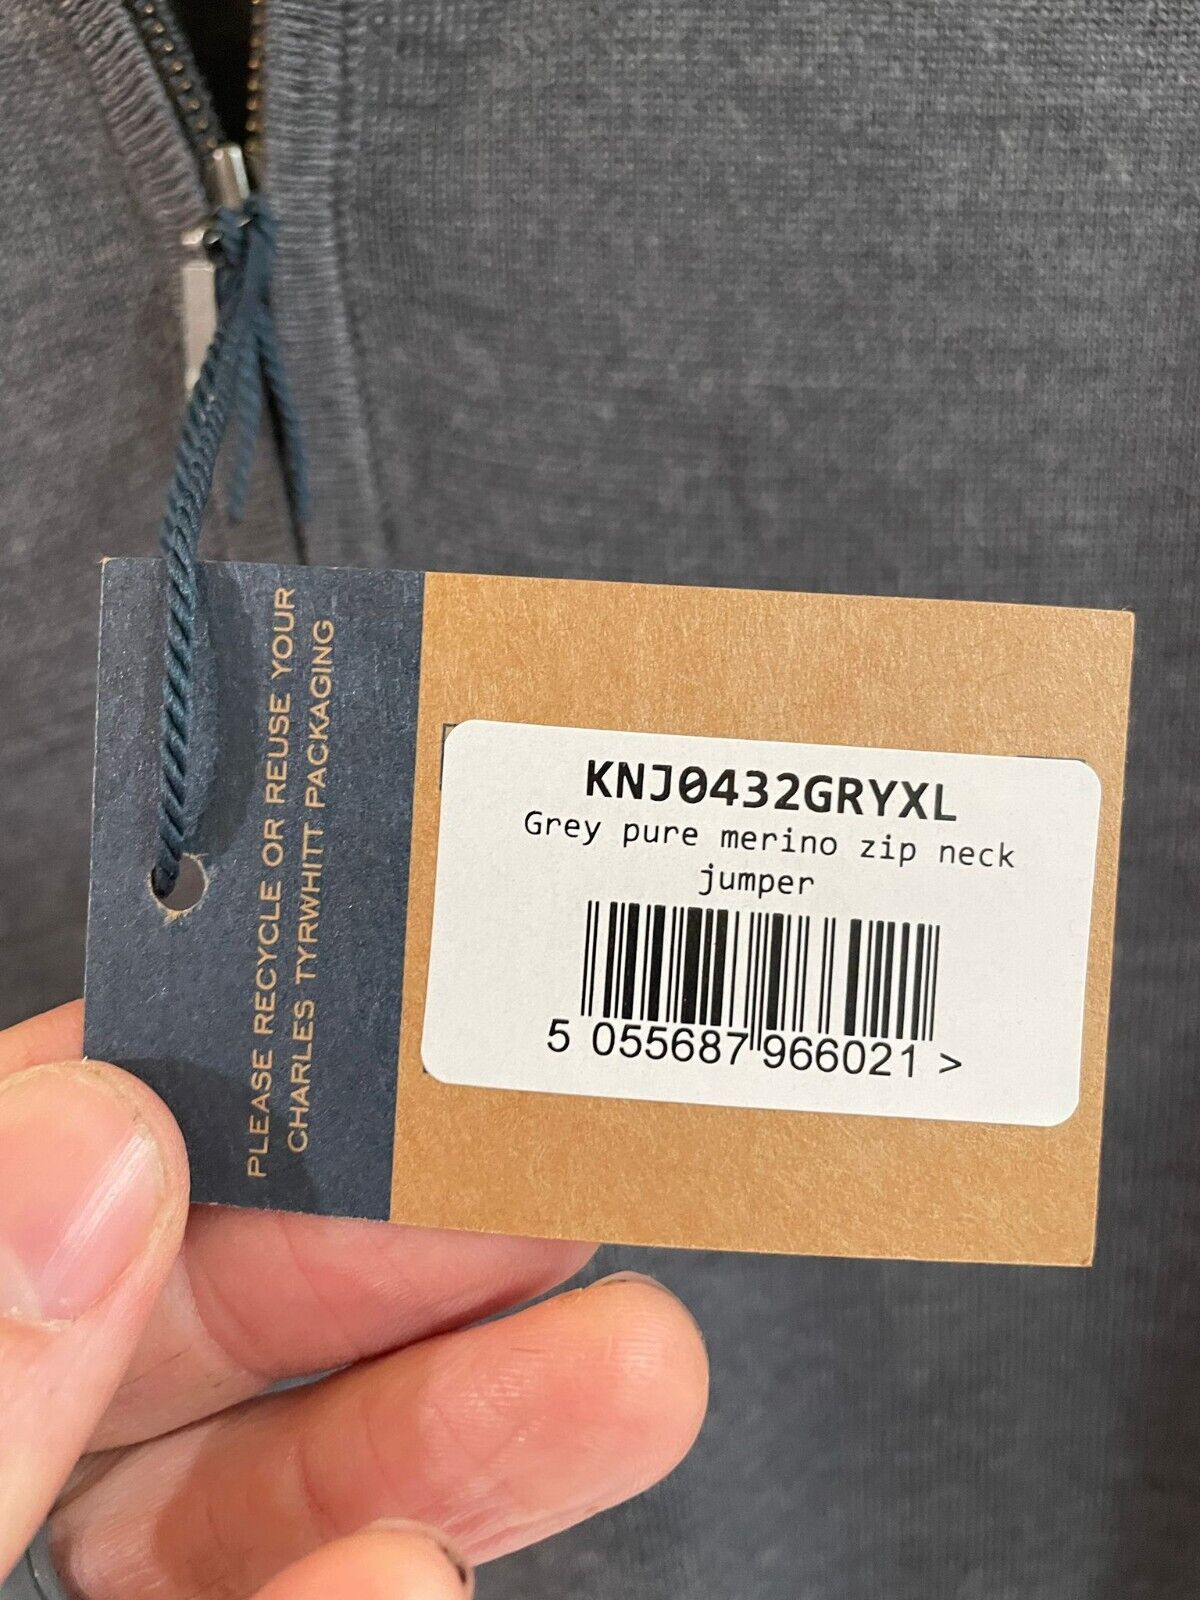 PLEASE RECYCLE OR REUSE YOUR
CHARLES TYRWHITT PACKAGING
KNJ0432GRYXL
Grey pure merino zip neck
jumper
5 055687 966021 >